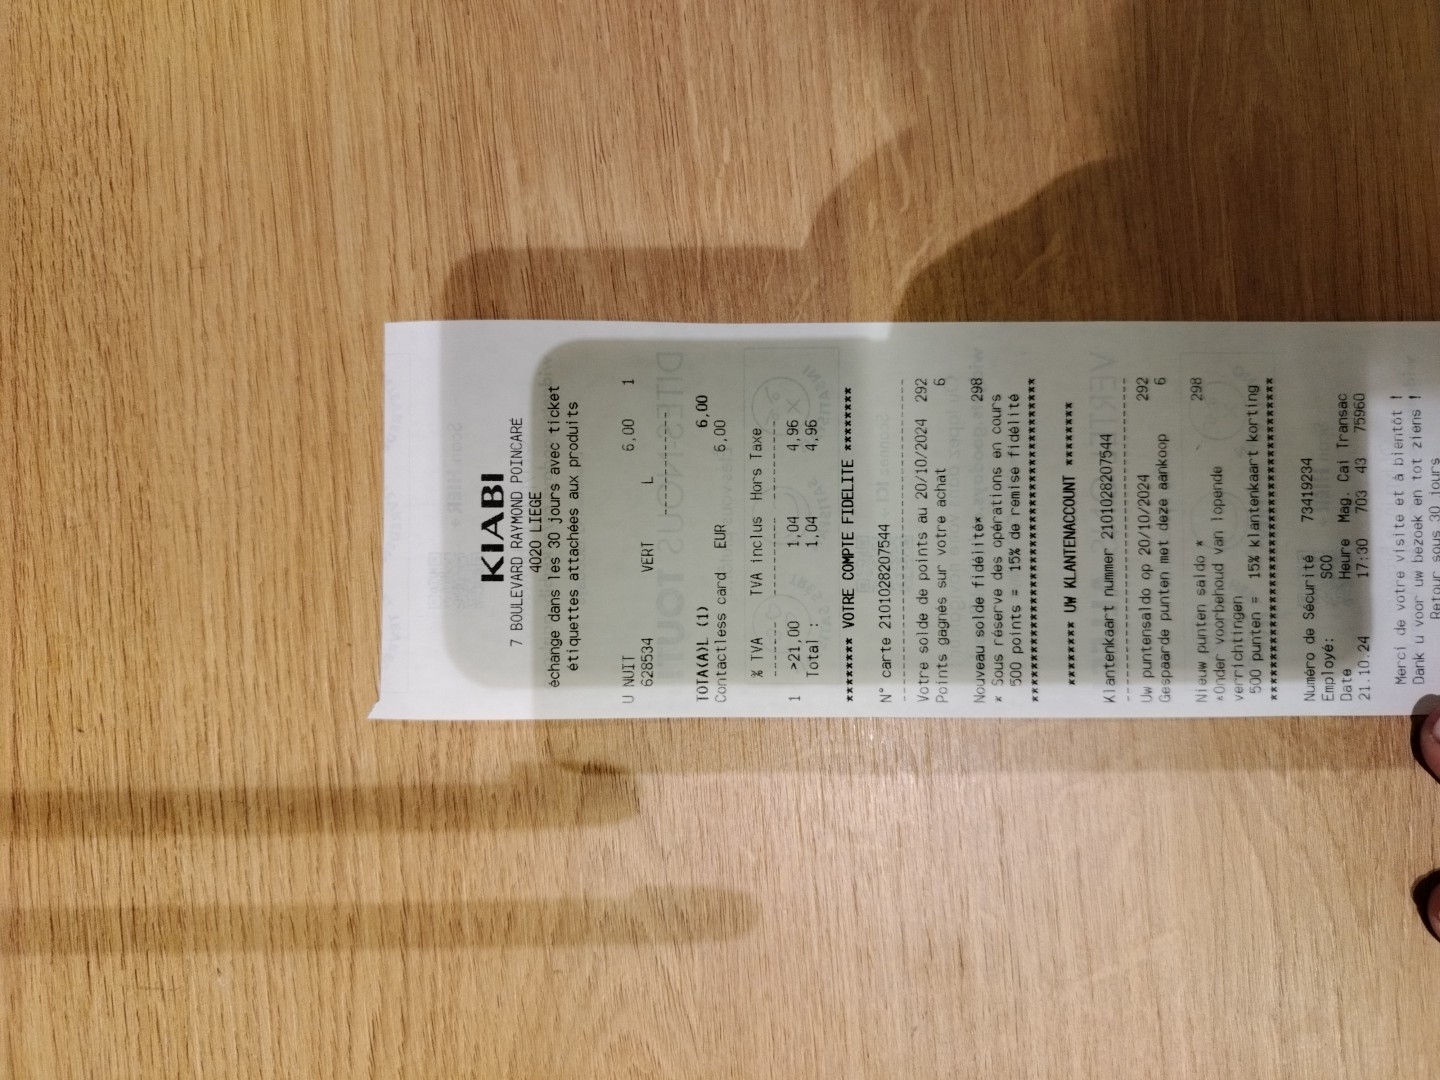 KIABI
7 BOULEVARD RAYMOND POINCARE
4020 LIEGE
échange dans les 30 jours avec ticket
étiquettes attachées aux produits
U NUIT 6,00 1
628534 VERT L
TOTA(A)L (1) 6,00
Contactless card EUR 6,00
% TVA TVA inclus Hors Taxe
1 >21,00 1,04 4,96
Total : 1,04 4,96
******** VOTRE COMPTE FIDELITE ********
N° carte 2101028207544
Votre solde de points au 20/10/2024 292
Points gagnés sur votre achat 6
Nouveau solde fidélité* 298
* Sous réserve des opérations en cours
500 points = 15% de remise fidélité
***************************************
******** UW KLANTENACCOUNT *******
Klantenkaart nummer 2101028207544
Uw puntensaldo op 20/10/2024 292
Gespaarde punten met deze aankoop 6
Nieuw punten saldo * 298
*Onder voorbehoud van lopende
verrichtingen
500 punten = 15% klantenkaart korting
***************************************
Numéro de Sécurité 73419234
Employé: SCO
Date Heure Mag. Cai Transac
21.10.24 17:30 703 43 75960
Merci de votre visite et à bientôt !
Dank u voor uw bezoek en tot ziens !
Retour sous 30 jours